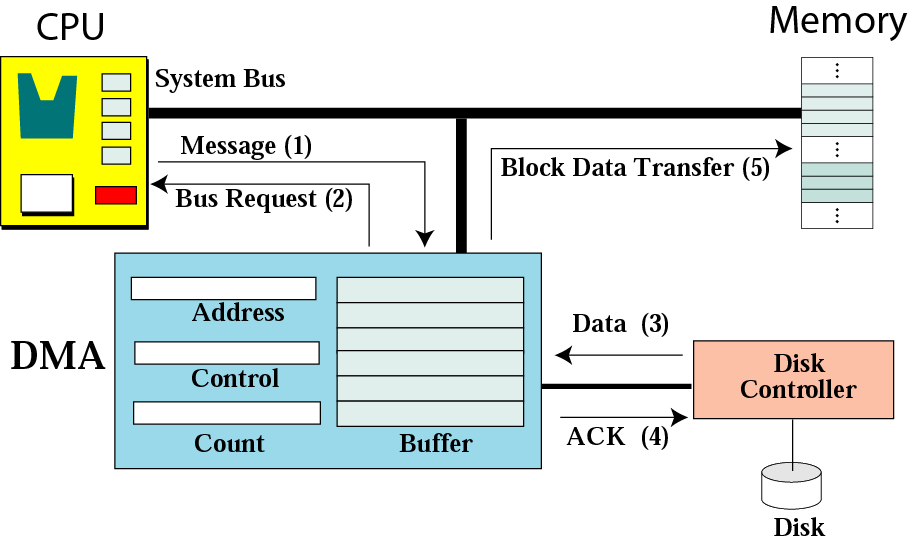 CPU
Memory
System Bus
Message (1)
Bus Request (2)
Block Data Transfer (5)
DMA
Address
Control
Count
Buffer
Data (3)
Disk
Controller
ACK (4)
Disk